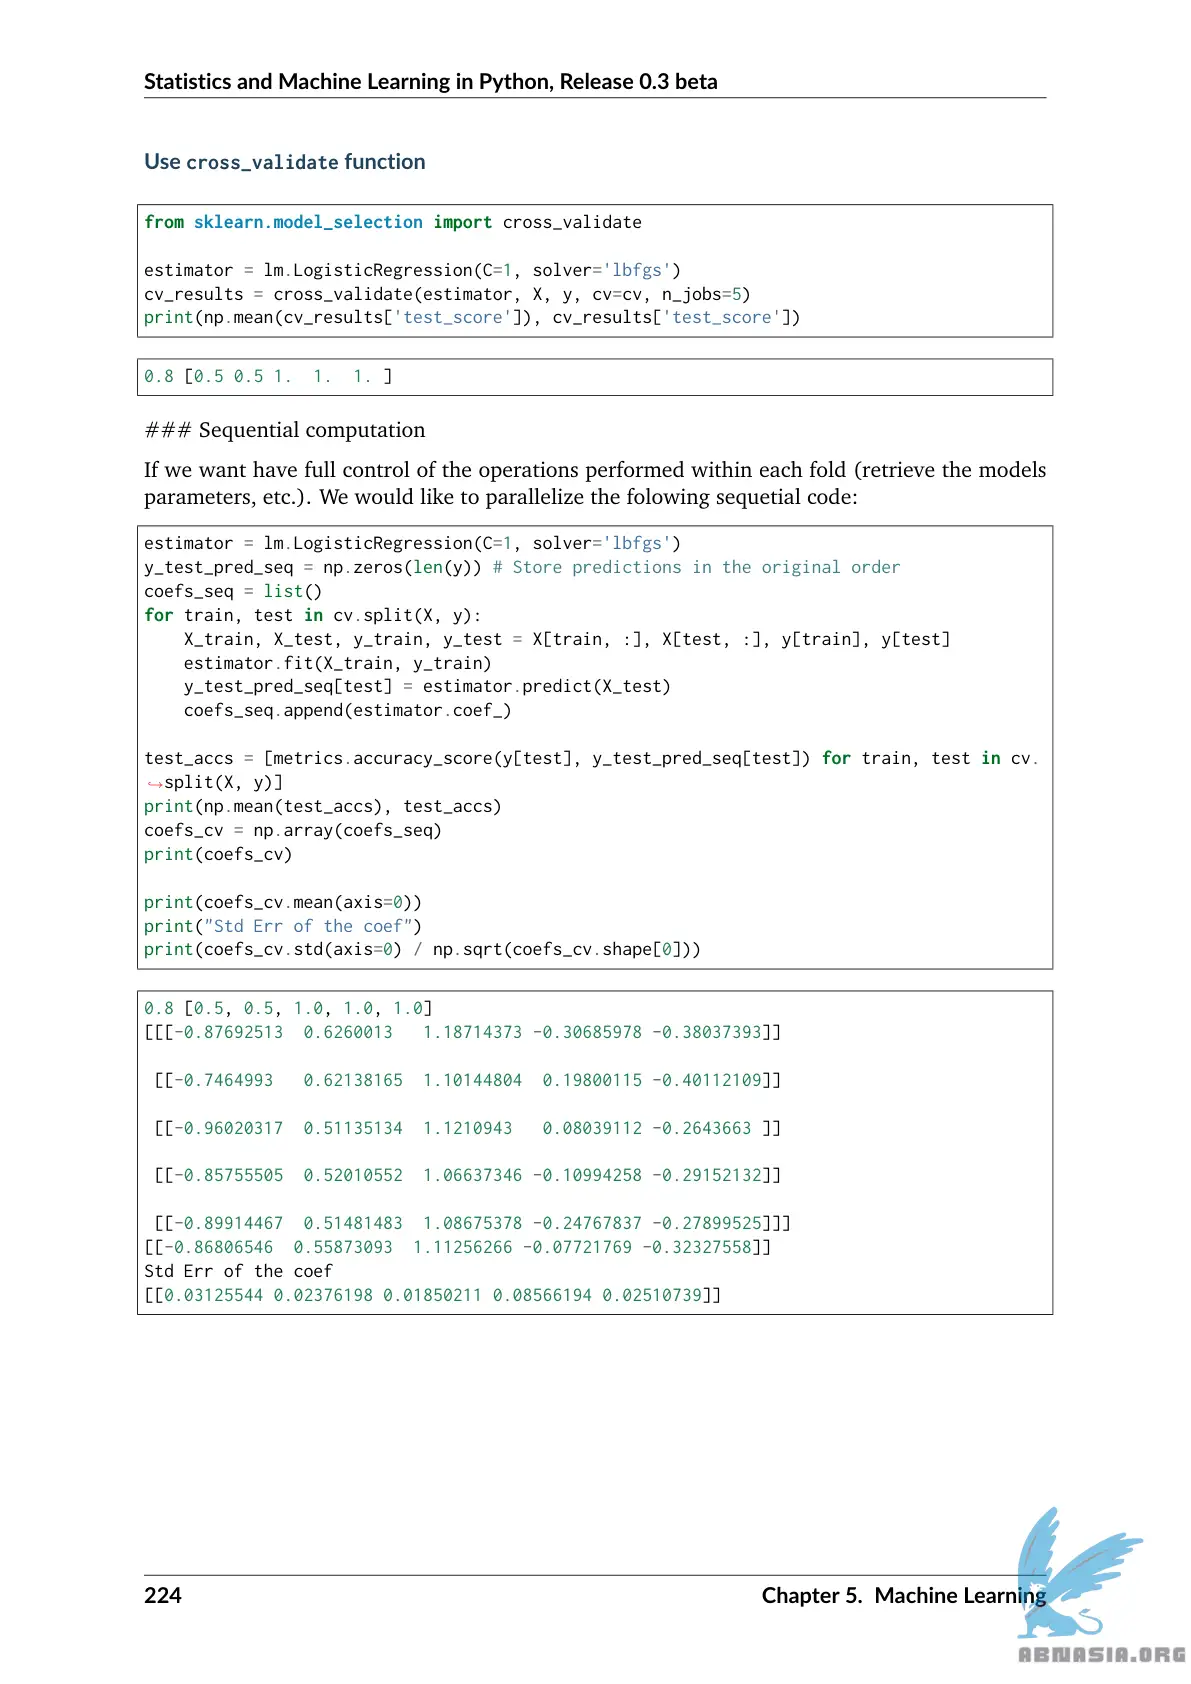 Statistics and Machine Learning in Python, Release 0.3 beta
Use cross_validate function
from sklearn.model_selection import cross_validate
estimator = lm.LogisticRegression(C=1, solver='lbfgs')
cv_results = cross_validate(estimator, X, y, cv=cv, n_jobs=5)
print(np.mean(cv_results['test_score']), cv_results['test_score'])
0.8 [0.5 0.5 1.  1.  1. ]
### Sequential computation
If we want have full control of the operations performed within each fold (retrieve the models
parameters, etc.). We would like to parallelize the folowing sequetial code:
estimator = lm.LogisticRegression(C=1, solver='lbfgs')
y_test_pred_seq = np.zeros(len(y)) # Store predictions in the original order
coefs_seq = list()
for train, test in cv.split(X, y):
    X_train, X_test, y_train, y_test = X[train, :], X[test, :], y[train], y[test]
    estimator.fit(X_train, y_train)
    y_test_pred_seq[test] = estimator.predict(X_test)
    coefs_seq.append(estimator.coef_)
test_accs = [metrics.accuracy_score(y[test], y_test_pred_seq[test]) for train, test in cv.
↪split(X, y)]
print(np.mean(test_accs), test_accs)
coefs_cv = np.array(coefs_seq)
print(coefs_cv)
print(coefs_cv.mean(axis=0))
print("Std Err of the coef")
print(coefs_cv.std(axis=0) / np.sqrt(coefs_cv.shape[0]))
0.8 [0.5, 0.5, 1.0, 1.0, 1.0]
[[[-0.87692513  0.6260013   1.18714373 -0.30685978 -0.38037393]]
 [[-0.7464993   0.62138165  1.10144804  0.19800115 -0.40112109]]
 [[-0.96020317  0.51135134  1.1210943   0.08039112 -0.2643663 ]]
 [[-0.85755505  0.52010552  1.06637346 -0.10994258 -0.29152132]]
 [[-0.89914467  0.51481483  1.08675378 -0.24767837 -0.27899525]]]
[[-0.86806546  0.55873093  1.11256266 -0.07721769 -0.32327558]]
Std Err of the coef
[[0.03125544 0.02376198 0.01850211 0.08566194 0.02510739]]
224
Chapter 5. Machine Learning
ABNASIA.ORG